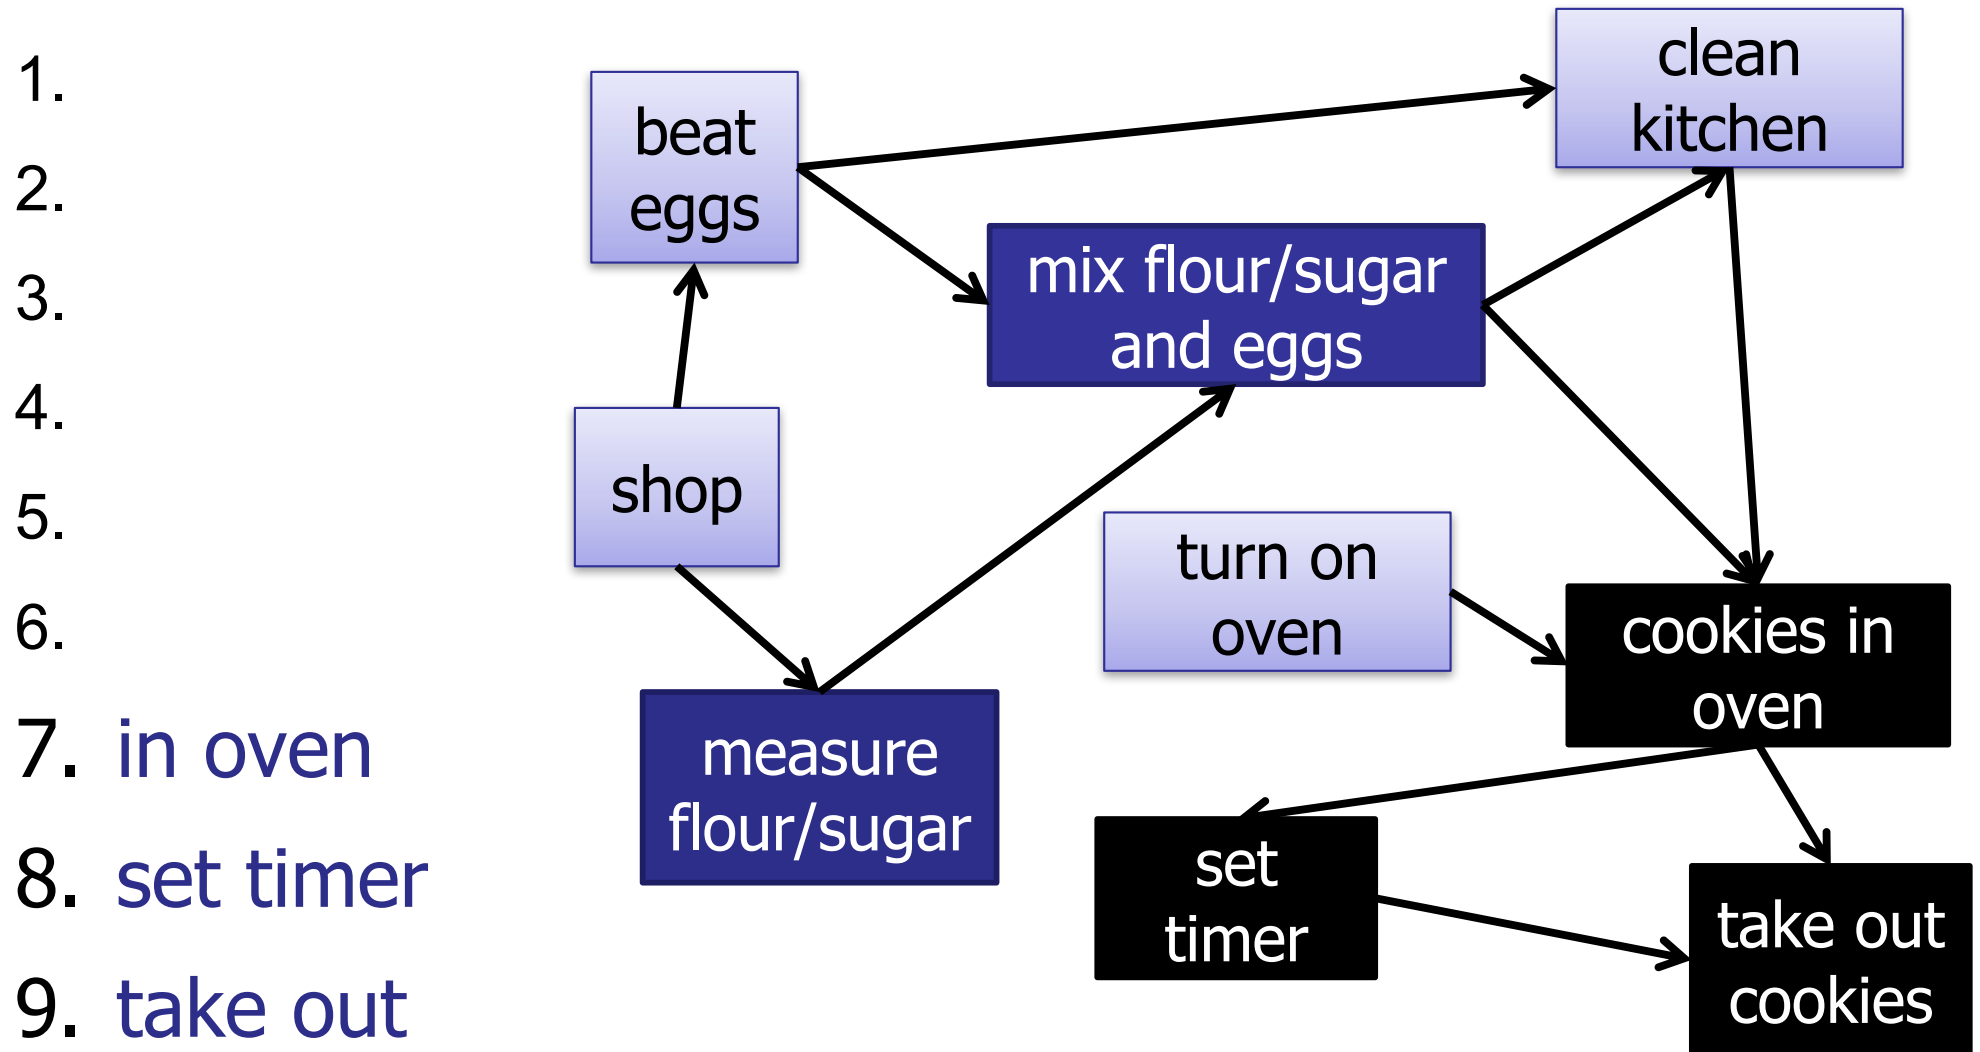 1.
2.
3.
4.
5.
6.
7. in oven
8. set timer
9. take out
beat
eggs
clean
kitchen
mix flour/sugar
and eggs
shop
turn on
oven
cookies in
oven
measure
flour/sugar
set
timer
take out
cookies